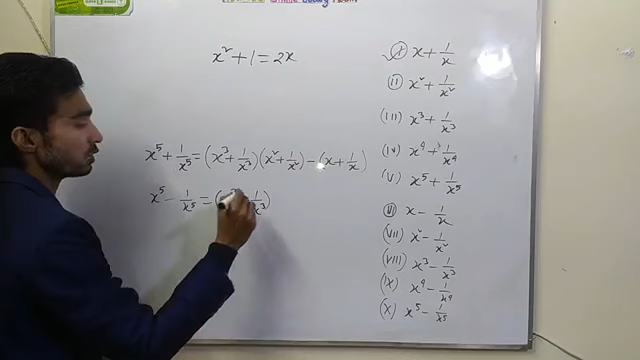 x² + 1 = 2x
x⁵ + 1/x⁵ = (x³ + 1/x³)(x² + 1/x²) − (x + 1/x)
x⁵ − 1/x⁵ = ( 1/x³)
x + 1/x
(ii) x² + 1/x²
(iii) x³ + 1/x³
(iv) x⁴ + 1/x⁴
(v) x⁵ + 1/x⁵
(vi) x − 1/x
(vii) x² − 1/x²
(viii) x³ − 1/x³
(ix) x⁴ − 1/x⁴
(x) x⁵ − 1/x⁵